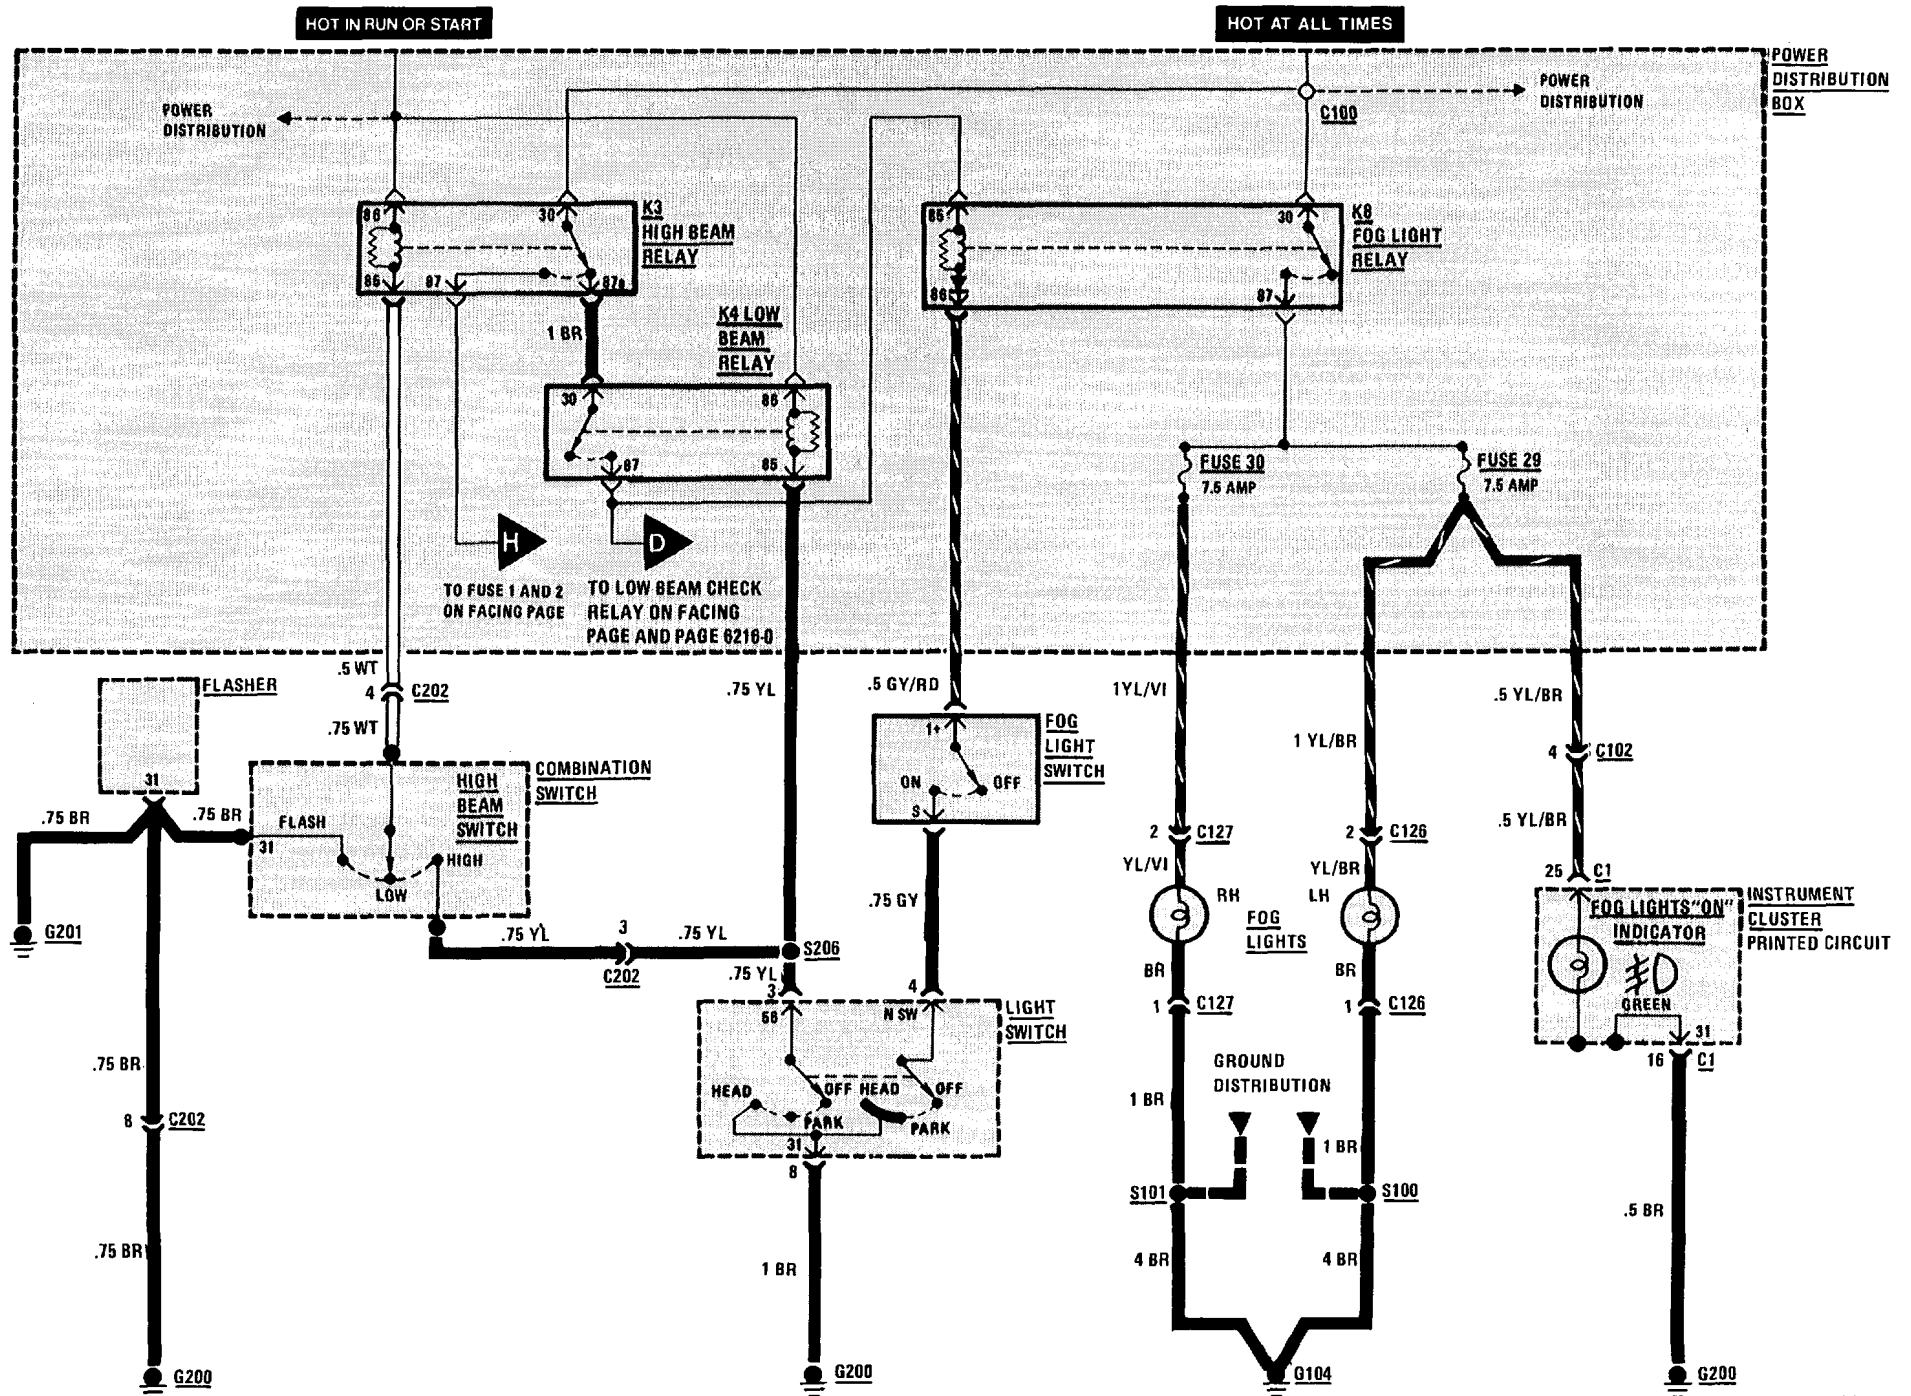 HOT IN RUN OR START
HOT AT ALL TIMES
POWER
DISTRIBUTION
BOX
POWER
DISTRIBUTION
POWER
DISTRIBUTION
C100
86
30
K3
HIGH BEAM
RELAY
85
87
87a
85
30
K8
FOG LIGHT
RELAY
86
87
1 BR
K4 LOW
BEAM
RELAY
30
86
87
85
FUSE 30
7.5 AMP
FUSE 29
7.5 AMP
H
D
TO FUSE 1 AND 2
ON FACING PAGE
TO LOW BEAM CHECK
RELAY ON FACING
PAGE AND PAGE 6216-0
.5 WT
4
C202
.75 WT
.75 YL
.5 GY/RD
1YL/VI
.5 YL/BR
1 YL/BR
4
C102
.5 YL/BR
FLASHER
31
.75 BR
.75 BR
COMBINATION
SWITCH
HIGH
BEAM
SWITCH
FLASH
31
LOW
HIGH
FOG
LIGHT
SWITCH
1+
ON
OFF
S
.75 GY
G201
.75 YL
3
C202
.75 YL
S206
.75 YL
3
4
LIGHT
SWITCH
56
N SW
HEAD
OFF
PARK
HEAD
OFF
PARK
31
8
1 BR
G200
.75 BR
8
C202
.75 BR
G200
2
C127
YL/VI
RH
FOG
LIGHTS
BR
1
C127
1 BR
S101
4 BR
2
C126
YL/BR
LH
BR
1
C126
GROUND
DISTRIBUTION
1 BR
S100
4 BR
G104
25
C1
INSTRUMENT
CLUSTER
PRINTED CIRCUIT
FOG LIGHTS"ON"
INDICATOR
GREEN
31
16
C1
.5 BR
G200